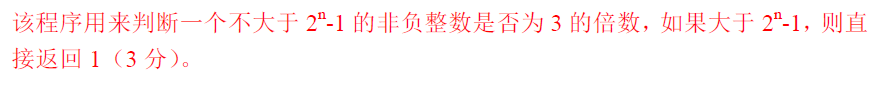 该程序用来判断一个不大于 2ⁿ-1 的非负整数是否为 3 的倍数，如果大于 2ⁿ-1，则直
接返回 1（3 分）。